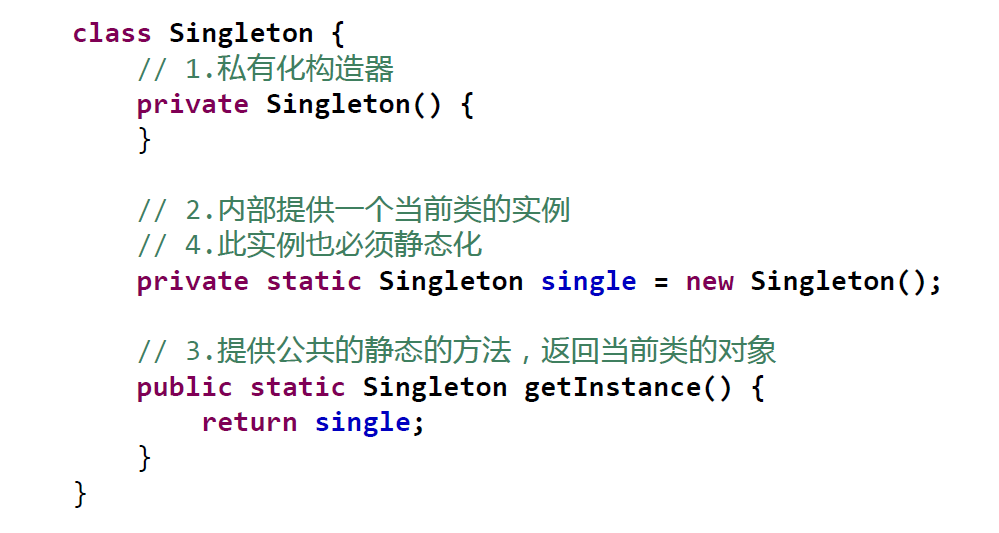 class Singleton {
// 1.私有化构造器
private Singleton() {
}
// 2.内部提供一个当前类的实例
// 4.此实例也必须静态化
private static Singleton single = new Singleton();
// 3.提供公共的静态的方法，返回当前类的对象
public static Singleton getInstance() {
return single;
}
}